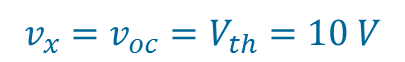 v_x = v_oc = V_th = 10 V